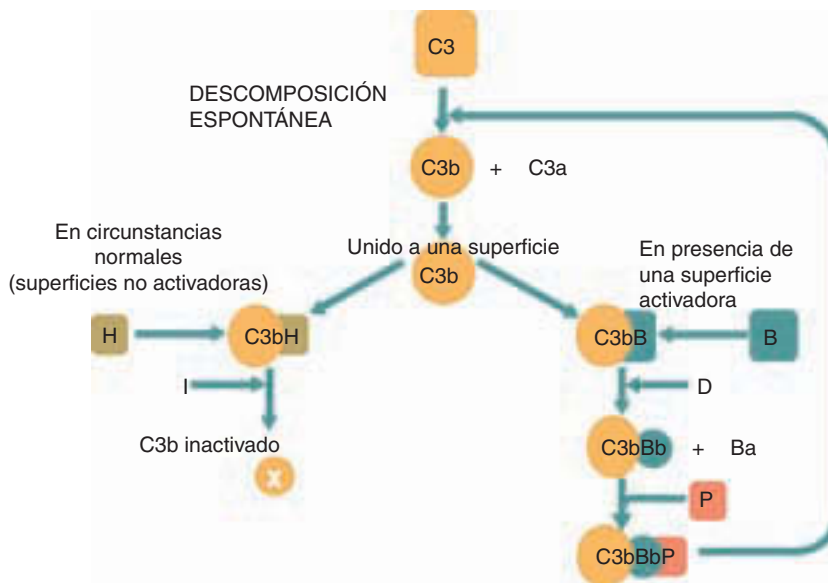 C3
DESCOMPOSICIÓN
ESPONTÁNEA
C3b + C3a
Unido a una superficie
C3b
En circunstancias
normales
(superficies no activadoras)
En presencia de
una superficie
activadora
H
C3bH
C3bB
B
I
D
C3b inactivado
X
C3bBb + Ba
P
C3bBbP